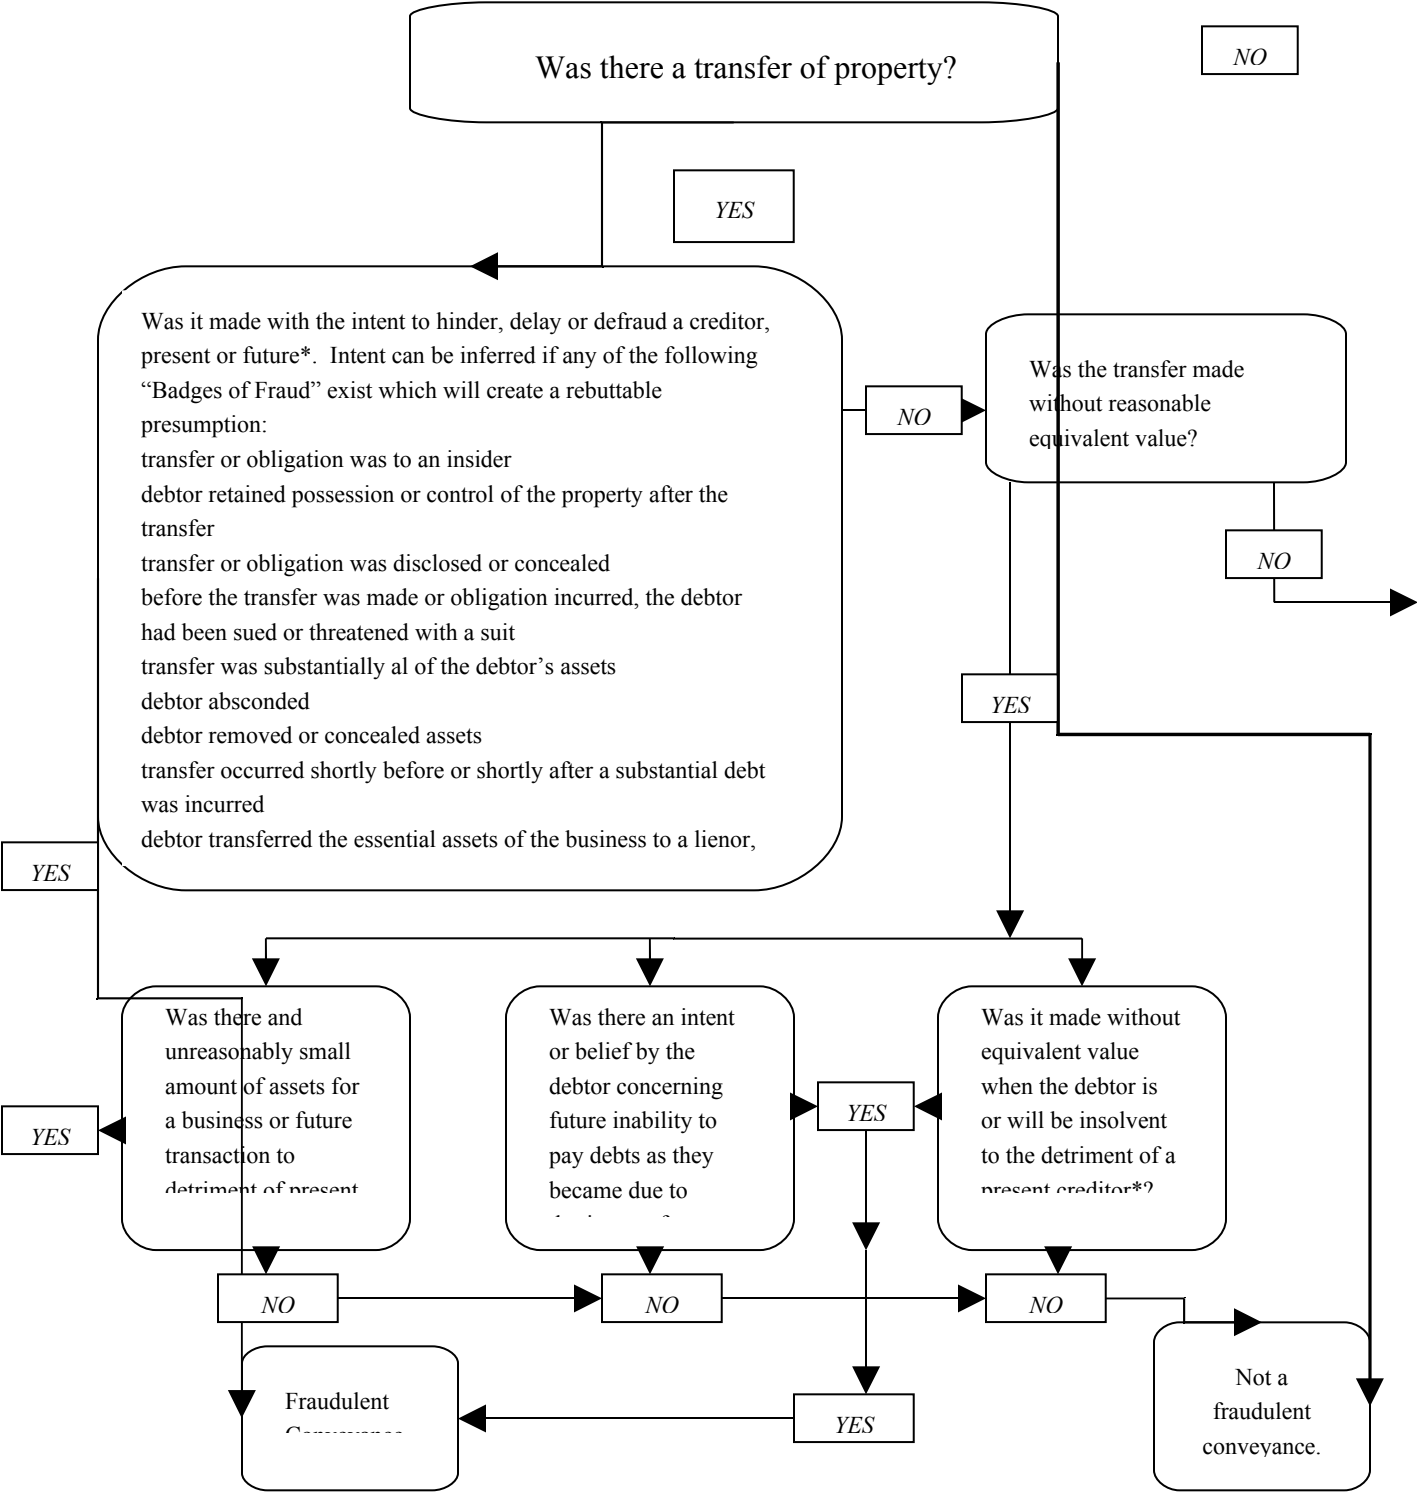 Was there a transfer of property?
NO
YES
Was it made with the intent to hinder, delay or defraud a creditor,
present or future*.  Intent can be inferred if any of the following
“Badges of Fraud” exist which will create a rebuttable
presumption:
transfer or obligation was to an insider
debtor retained possession or control of the property after the
transfer
transfer or obligation was disclosed or concealed
before the transfer was made or obligation incurred, the debtor
had been sued or threatened with a suit
transfer was substantially al of the debtor’s assets
debtor absconded
debtor removed or concealed assets
transfer occurred shortly before or shortly after a substantial debt
was incurred
debtor transferred the essential assets of the business to a lienor,
NO
Was the transfer made
without reasonable
equivalent value?
NO
YES
YES
Was there and
unreasonably small
amount of assets for
a business or future
transaction to
detriment of present
YES
Was there an intent
or belief by the
debtor concerning
future inability to
pay debts as they
became due to
YES
Was it made without
equivalent value
when the debtor is
or will be insolvent
to the detriment of a
present creditor*?
NO
NO
NO
Fraudulent
Conveyance
YES
Not a
fraudulent
conveyance.